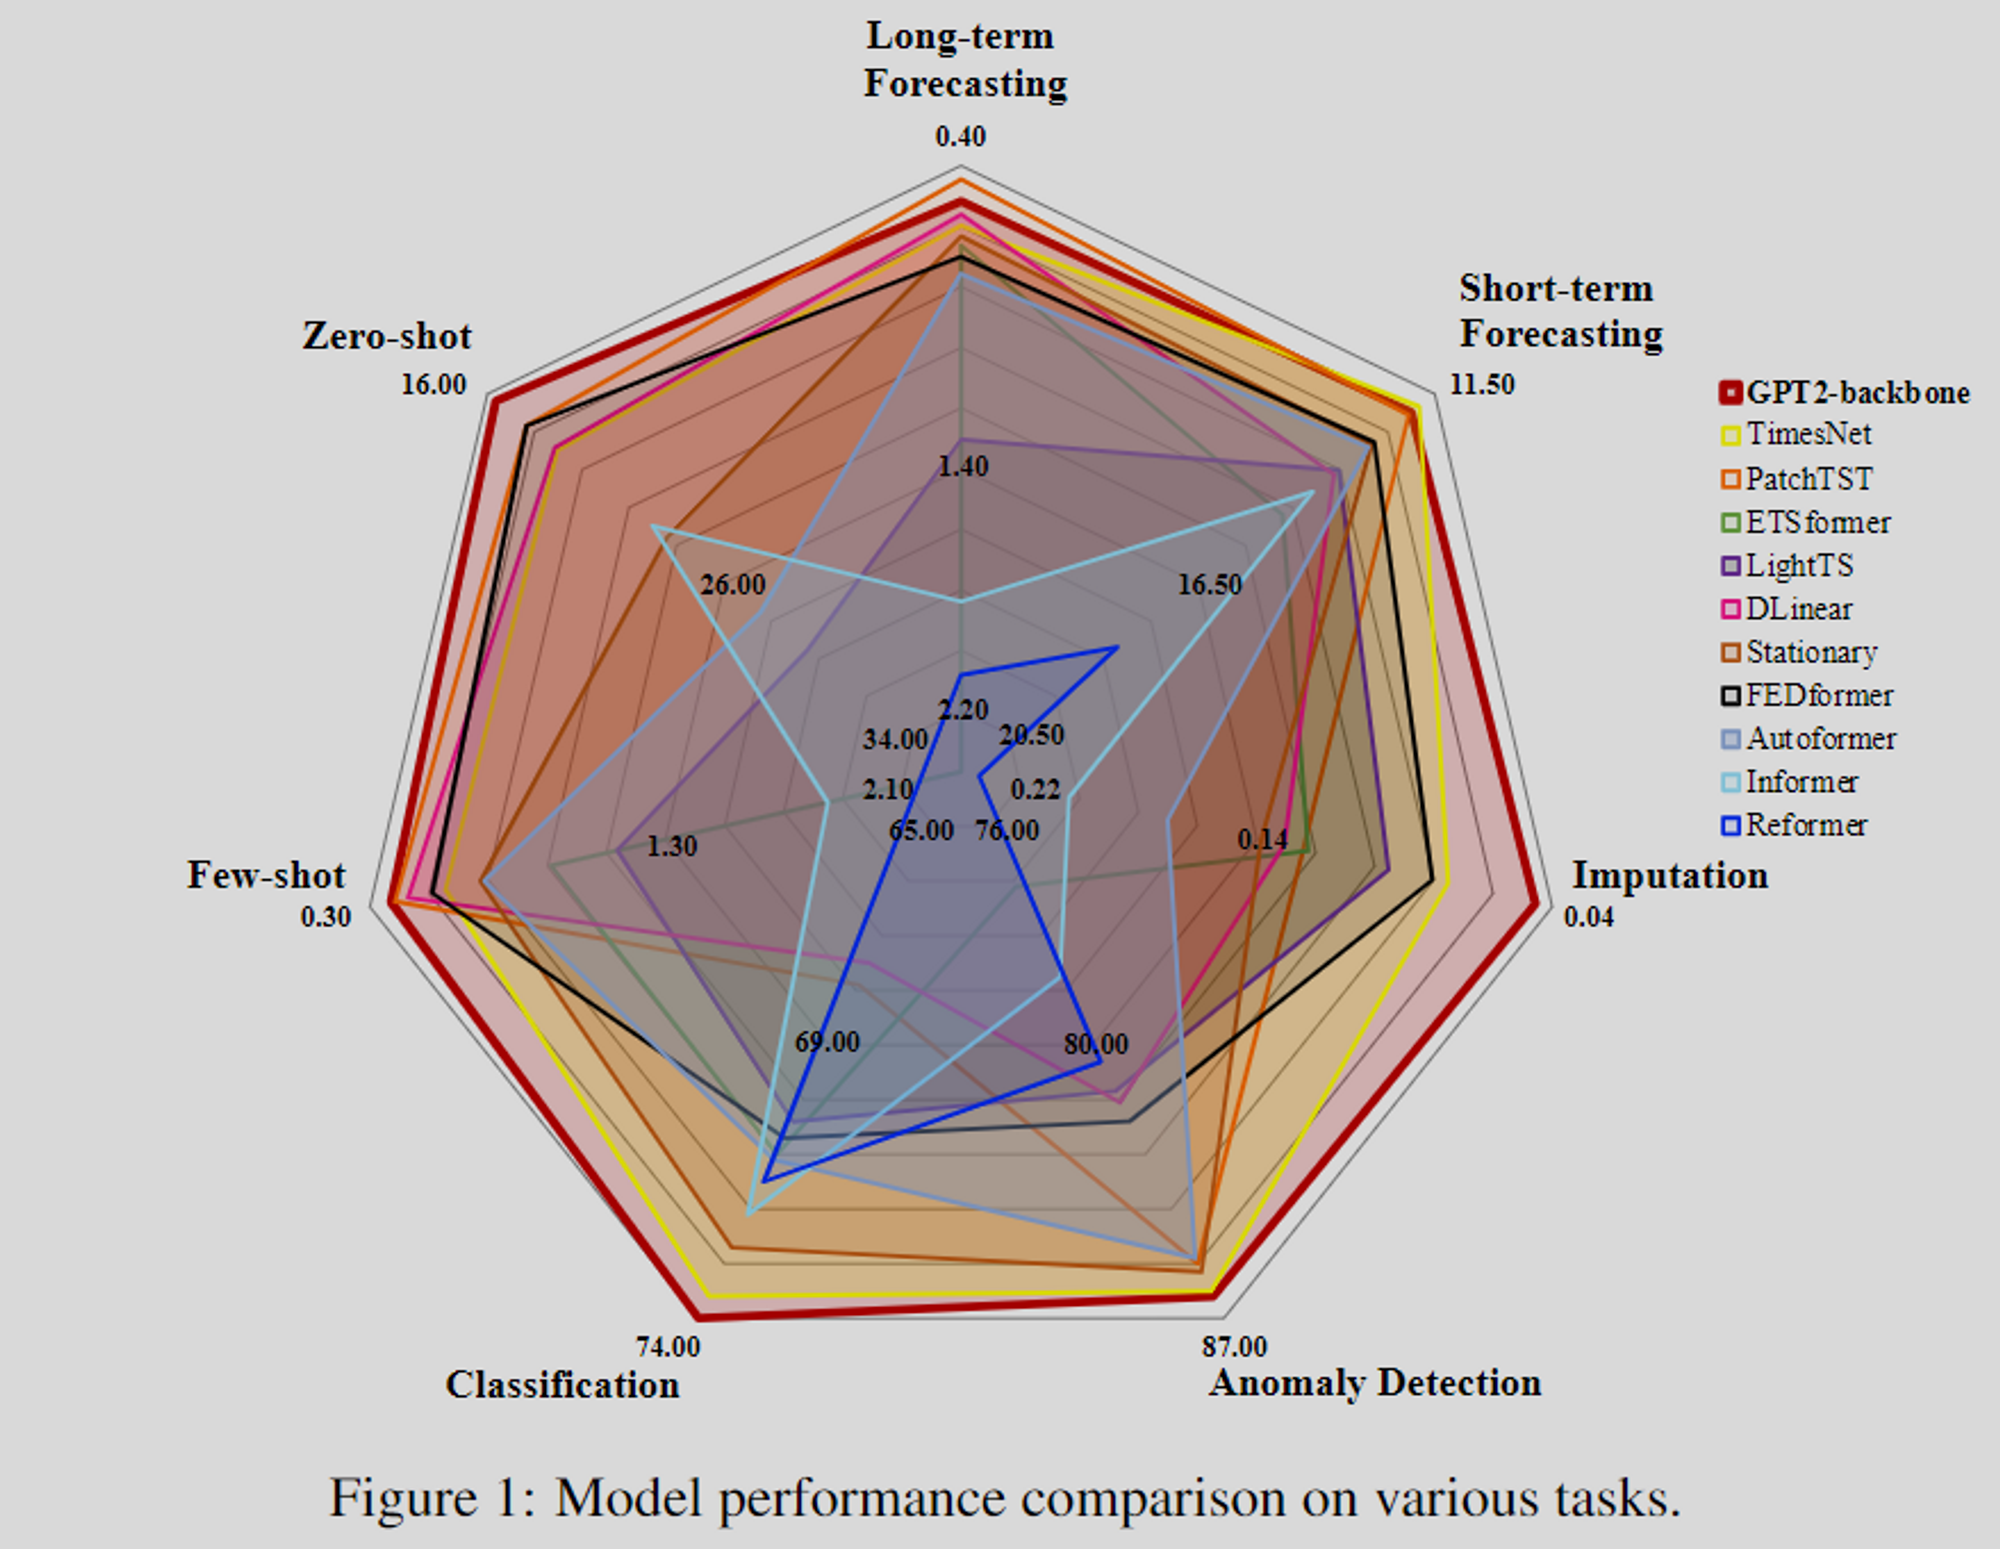 Long-term
Forecasting
0.40
Short-term
Forecasting
11.50
Zero-shot
16.00
GPT2-backbone
TimesNet
PatchTST
ETSformer
LightTS
DLinear
Stationary
FEDformer
Autoformer
Informer
Reformer
1.40
26.00
16.50
2.20
34.00
20.50
2.10
0.22
65.00
76.00
1.30
0.14
Few-shot
0.30
Imputation
0.04
69.00
80.00
74.00
Classification
87.00
Anomaly Detection
Figure 1: Model performance comparison on various tasks.